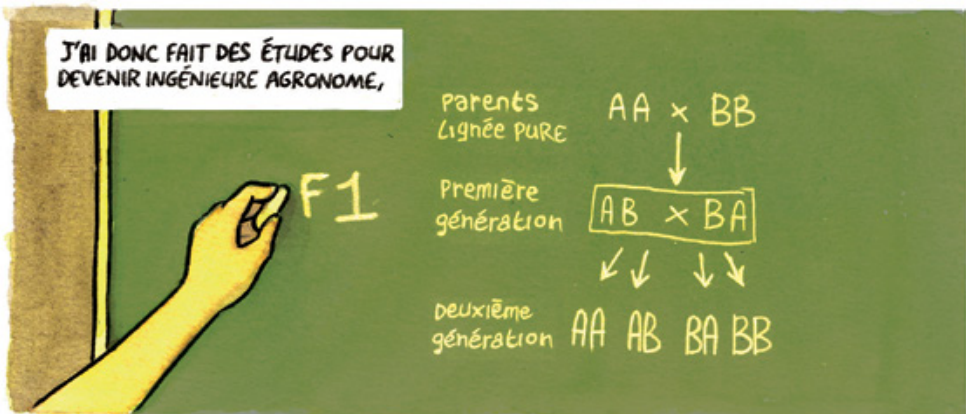 J'AI DONC FAIT DES ÉTUDES POUR
DEVENIR INGÉNIEURE AGRONOME,
F1
Parents
Lignée PURE
AA × BB
Première
génération
AB × BA
Deuxième
génération
AA AB BA BB